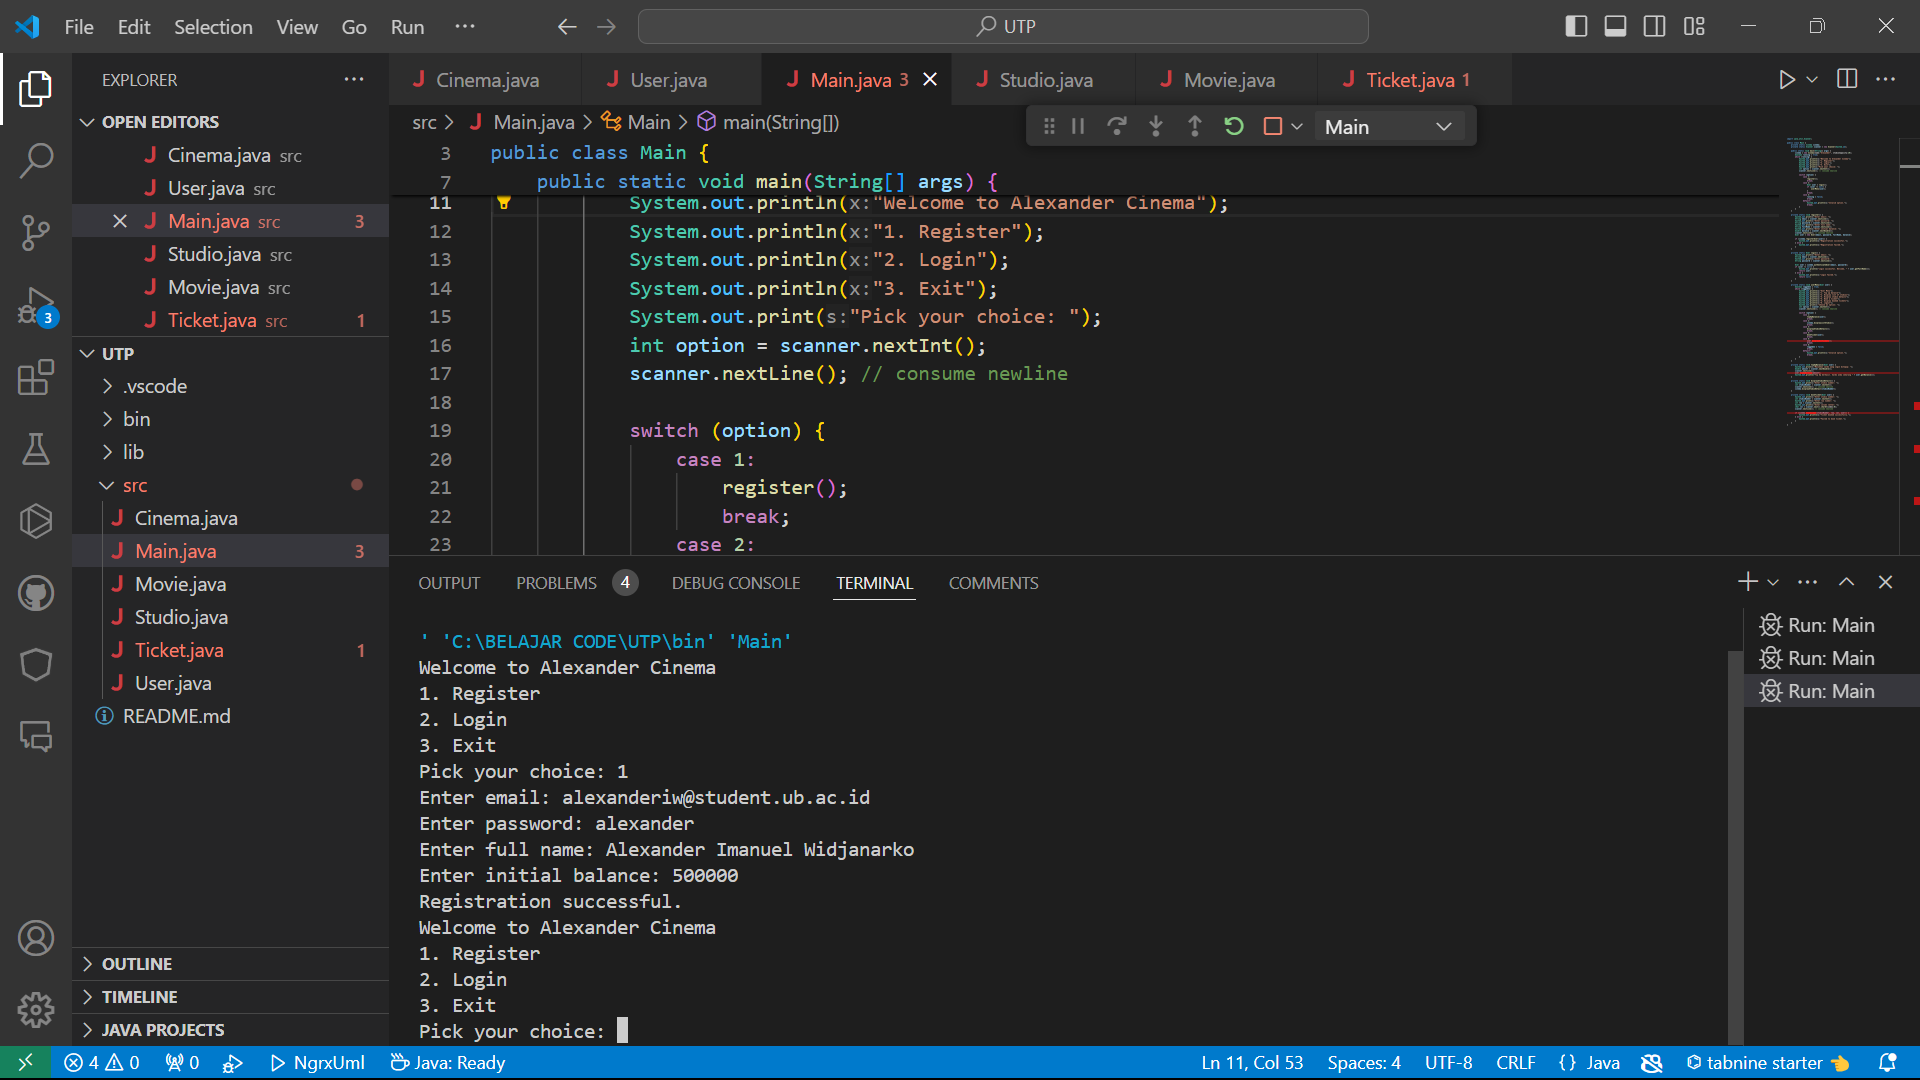 File Edit Selection View Go Run ··· UTP
EXPLORER ···
OPEN EDITORS
Cinema.java src
User.java src
Main.java src 3
Studio.java src
Movie.java src
Ticket.java src 1
UTP
.vscode
bin
lib
src
Cinema.java
Main.java 3
Movie.java
Studio.java
Ticket.java 1
User.java
README.md
OUTLINE
TIMELINE
JAVA PROJECTS
3
Cinema.java User.java Main.java 3 Studio.java Movie.java Ticket.java 1
src > Main.java > Main > main(String[])
Main
3 public class Main {
7 public static void main(String[] args) {
11 System.out.println(x:"Welcome to Alexander Cinema");
12 System.out.println(x:"1. Register");
13 System.out.println(x:"2. Login");
14 System.out.println(x:"3. Exit");
15 System.out.print(s:"Pick your choice: ");
16 int option = scanner.nextInt();
17 scanner.nextLine(); // consume newline
18
19 switch (option) {
20 case 1:
21 register();
22 break;
23 case 2:
OUTPUT PROBLEMS 4 DEBUG CONSOLE TERMINAL COMMENTS
' 'C:\BELAJAR CODE\UTP\bin' 'Main'
Welcome to Alexander Cinema
1. Register
2. Login
3. Exit
Pick your choice: 1
Enter email: alexanderiw@student.ub.ac.id
Enter password: alexander
Enter full name: Alexander Imanuel Widjanarko
Enter initial balance: 500000
Registration successful.
Welcome to Alexander Cinema
1. Register
2. Login
3. Exit
Pick your choice:
Run: Main
Run: Main
Run: Main
4 0 0 NgrxUml Java: Ready Ln 11, Col 53 Spaces: 4 UTF-8 CRLF {} Java tabnine starter